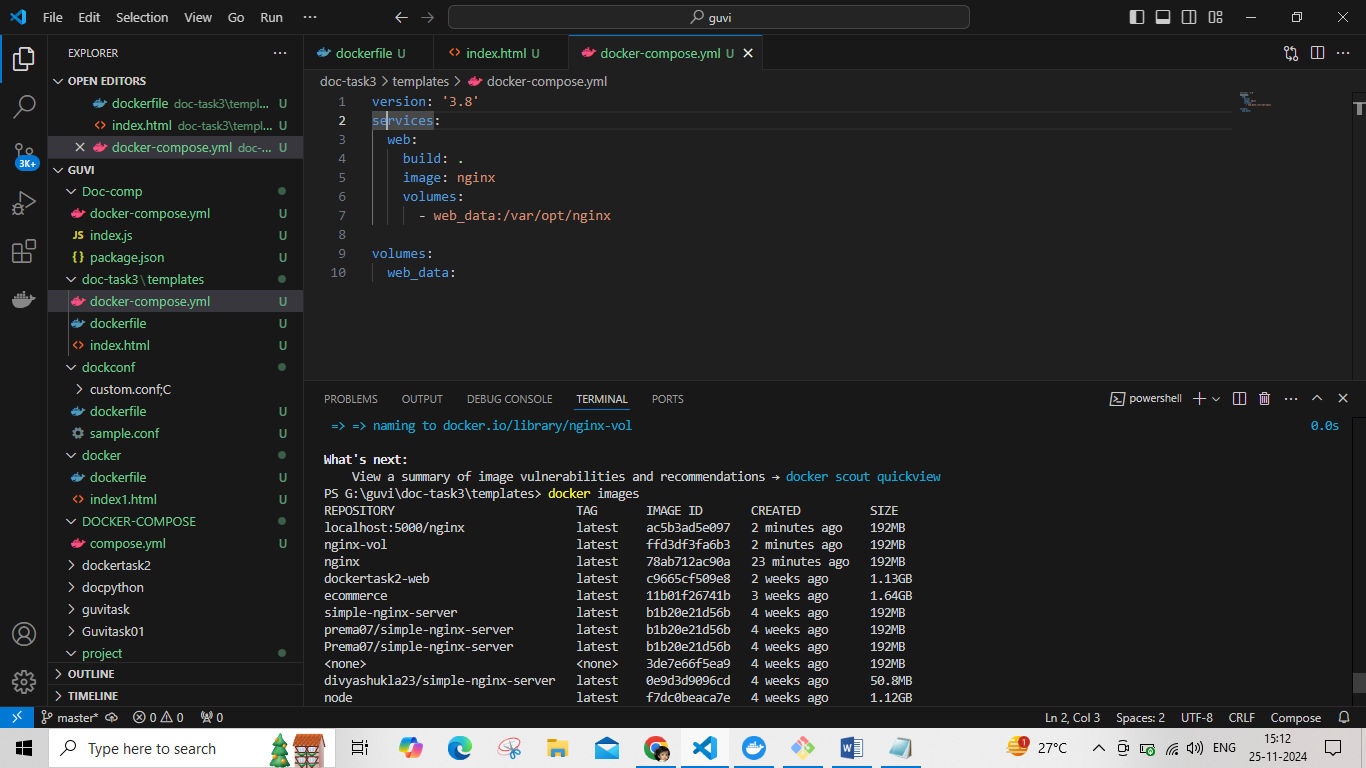 File Edit Selection View Go Run ··· guvi
EXPLORER ···
OPEN EDITORS
dockerfile doc-task3\templ... U
index.html doc-task3\templ... U
docker-compose.yml doc-... U
GUVI
Doc-comp
docker-compose.yml U
JS index.js U
{} package.json U
doc-task3\templates
docker-compose.yml U
dockerfile U
<> index.html U
dockconf
custom.conf;C
dockerfile U
sample.conf U
docker
dockerfile U
<> index1.html U
DOCKER-COMPOSE
compose.yml U
dockertask2
docpython
guvitask
Guvitask01
project
OUTLINE
TIMELINE
3K+
dockerfile U <> index.html U docker-compose.yml U
doc-task3 > templates > docker-compose.yml
1 version: '3.8'
2 services:
3 web:
4 build: .
5 image: nginx
6 volumes:
7 - web_data:/var/opt/nginx
8
9 volumes:
10 web_data:
PROBLEMS OUTPUT DEBUG CONSOLE TERMINAL PORTS powershell
=> => naming to docker.io/library/nginx-vol 0.0s
What's next:
View a summary of image vulnerabilities and recommendations → docker scout quickview
PS G:\guvi\doc-task3\templates> docker images
REPOSITORY TAG IMAGE ID CREATED SIZE
localhost:5000/nginx latest ac5b3ad5e097 2 minutes ago 192MB
nginx-vol latest ffd3df3fa6b3 2 minutes ago 192MB
nginx latest 78ab712ac90a 23 minutes ago 192MB
dockertask2-web latest c9665cf509e8 2 weeks ago 1.13GB
ecommerce latest 11b01f26741b 3 weeks ago 1.64GB
simple-nginx-server latest b1b20e21d56b 4 weeks ago 192MB
prema07/simple-nginx-server latest b1b20e21d56b 4 weeks ago 192MB
Prema07/simple-nginx-server latest b1b20e21d56b 4 weeks ago 192MB
<none> <none> 3de7e66f5ea9 4 weeks ago 192MB
divyashukla23/simple-nginx-server latest 0e9d3d9096cd 4 weeks ago 50.8MB
node latest f7dc0beaca7e 4 weeks ago 1.12GB
master* 0 0 0 Ln 2, Col 3 Spaces: 2 UTF-8 CRLF Compose
Type here to search 1 27°C ENG 15:12
25-11-2024